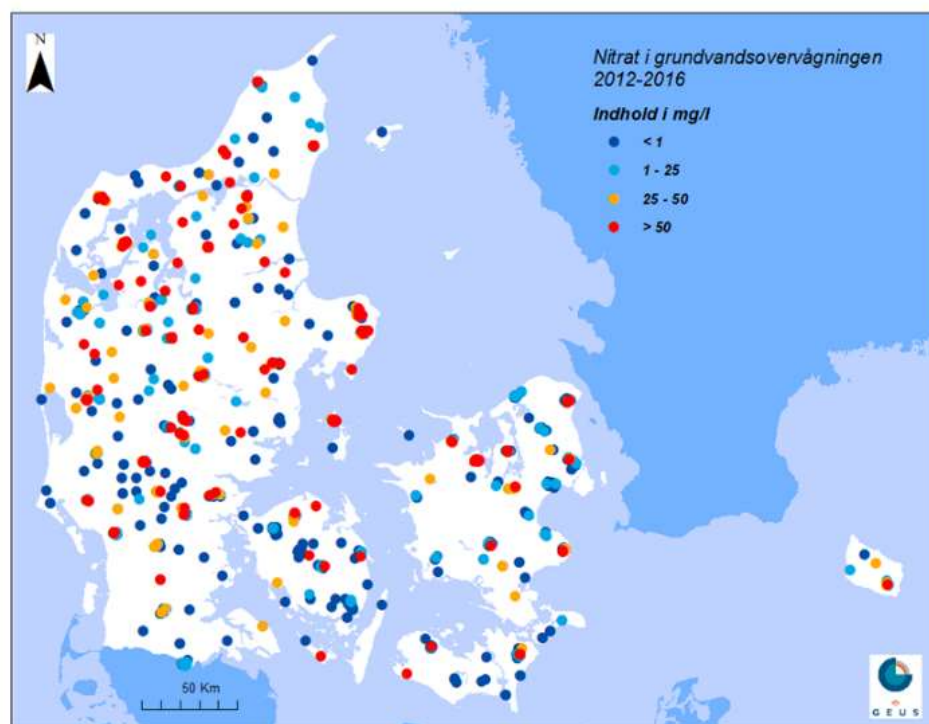 N
Nitrat i grundvandsovervågningen
2012-2016
Indhold i mg/l
< 1
1 - 25
25 - 50
> 50
50 Km
GEUS